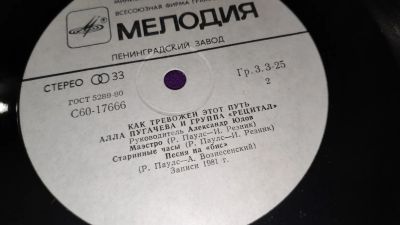 ВСЕСОЮЗНАЯ ФИРМА
МЕЛОДИЯ
ЛЕНИНГРАДСКИЙ ЗАВОД
СТЕРЕО 33
ГОСТ 5289-80
С60-17666
Гр. 3. 3-25
2
КАК ТРЕВОЖЕН ЭТОТ ПУТЬ
АЛЛА ПУГАЧЕВА И ГРУППА «РЕЦИТАЛ»
Руководитель Александр Юдов
Маэстро (Р. Паулс—И. Резник)
Старинные часы (Р. Паулс—И. Резник)
Песня на «бис»
(Р. Паулс—А. Вознесенский)
Записи 1981 г.